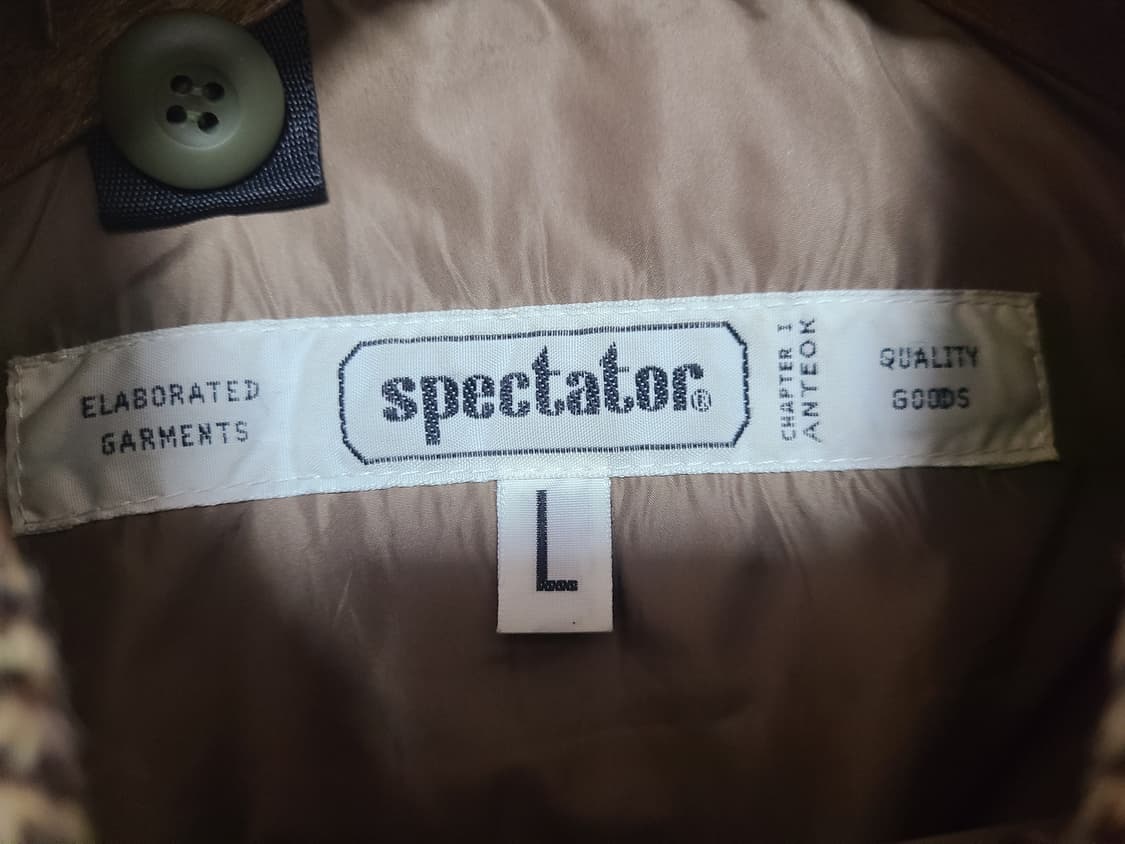 ELABORATED
GARMENTS
spectator®
CHAPTER I
ANTEOK
QUALITY
GOODS
L